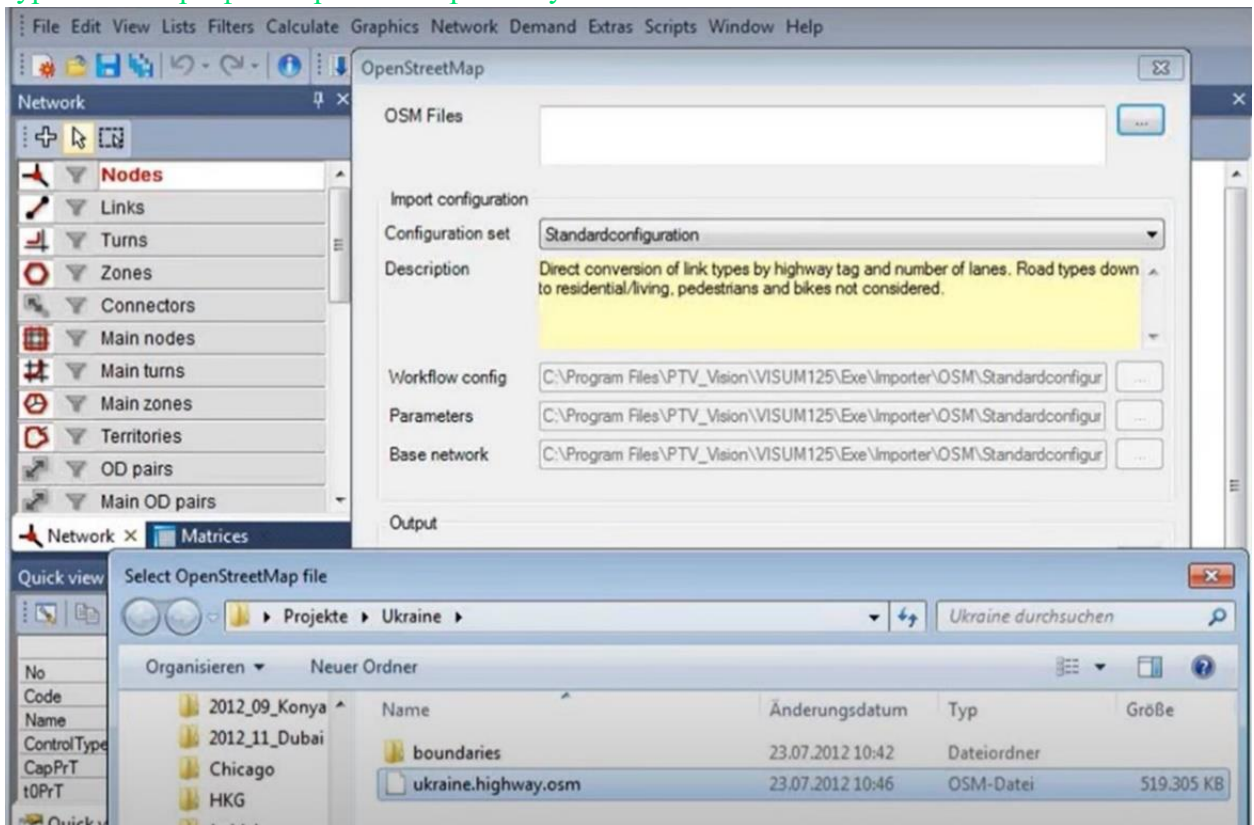 File Edit View Lists Filters Calculate Graphics Network Demand Extras Scripts Window Help
OpenStreetMap
Network
OSM Files
...
Nodes
Links
Turns
Zones
Connectors
Main nodes
Main turns
Main zones
Territories
OD pairs
Main OD pairs
Import configuration
Configuration set
Standardconfiguration
Description
Direct conversion of link types by highway tag and number of lanes. Road types down
to residential/living, pedestrians and bikes not considered.
Workflow config
C:\Program Files\PTV_Vision\VISUM125\Exe\Importer\OSM\Standardconfigur
...
Parameters
C:\Program Files\PTV_Vision\VISUM125\Exe\Importer\OSM\Standardconfigur
...
Base network
C:\Program Files\PTV_Vision\VISUM125\Exe\Importer\OSM\Standardconfigur
...
Output
Network
Matrices
Quick view
No
Code
Name
ControlType
CapPrT
t0PrT
Select OpenStreetMap file
Projekte Ukraine
Ukraine durchsuchen
Organisieren Neuer Ordner
2012_09_Konya
2012_11_Dubai
Chicago
HKG
Name Änderungsdatum Typ Größe
boundaries 23.07.2012 10:42 Dateiordner
ukraine.highway.osm 23.07.2012 10:46 OSM-Datei 519.305 KB